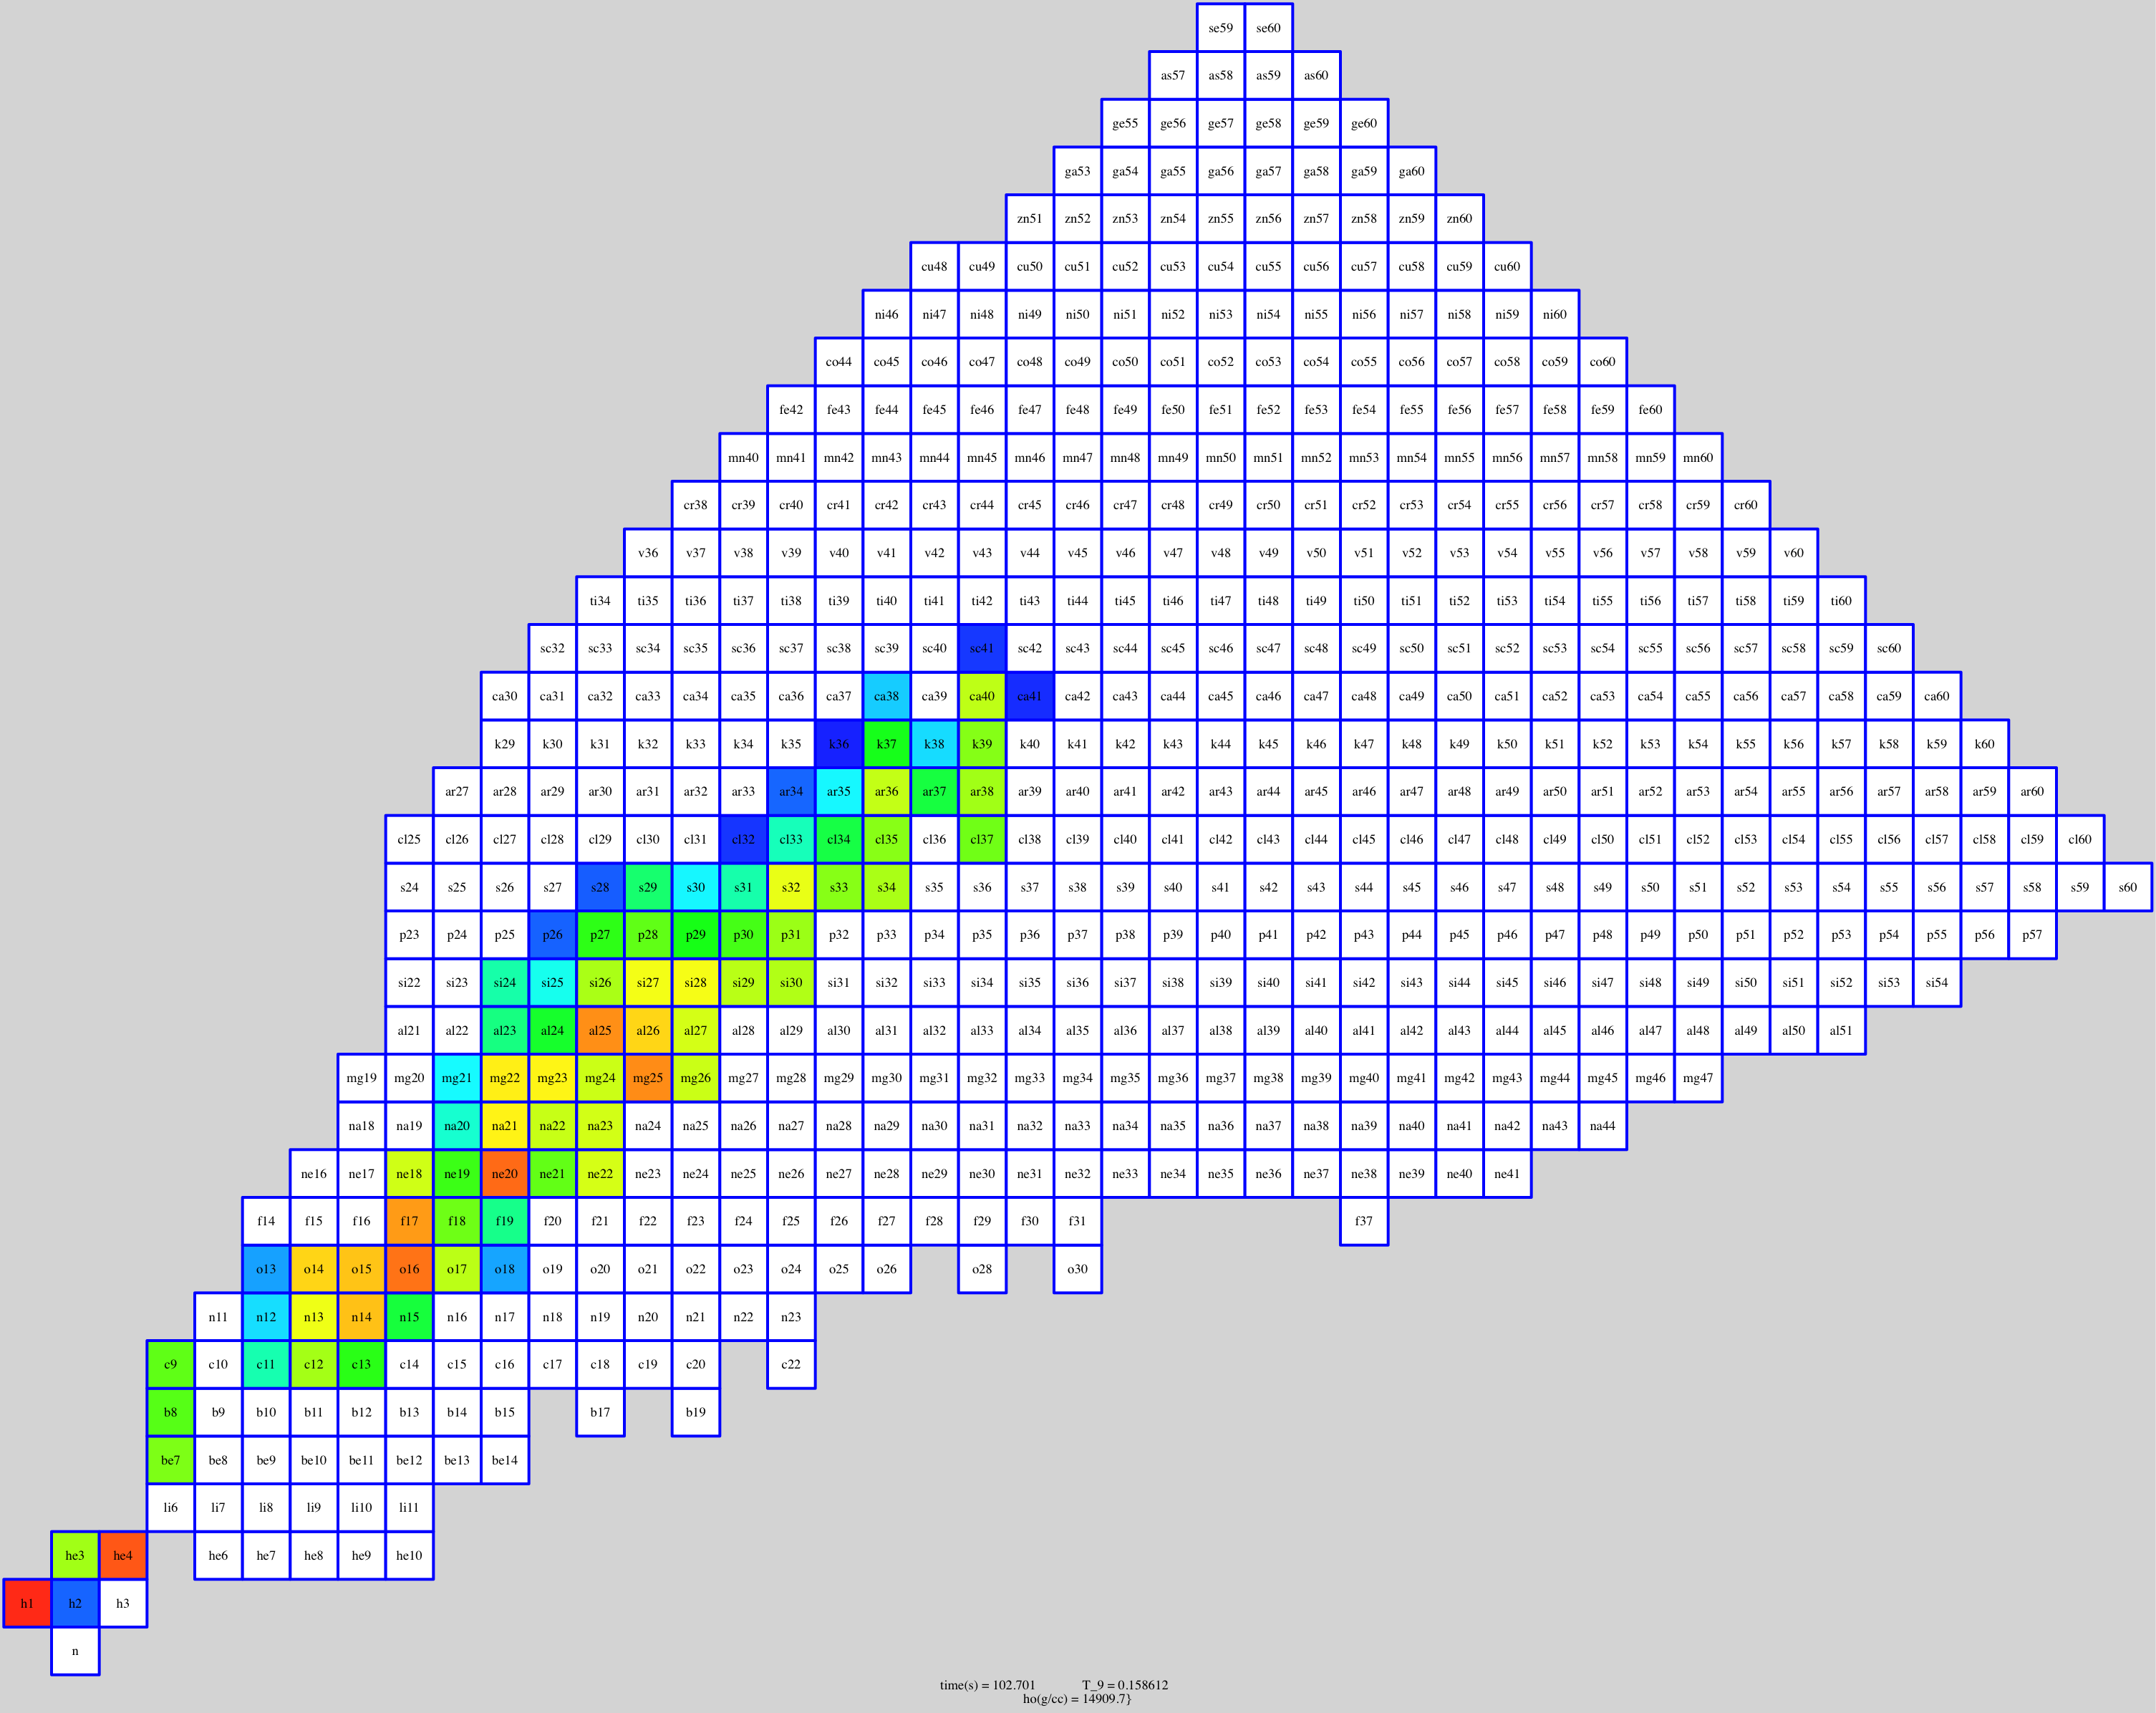 se59 se60
as57 as58 as59 as60
ge55 ge56 ge57 ge58 ge59 ge60
ga53 ga54 ga55 ga56 ga57 ga58 ga59 ga60
zn51 zn52 zn53 zn54 zn55 zn56 zn57 zn58 zn59 zn60
cu48 cu49 cu50 cu51 cu52 cu53 cu54 cu55 cu56 cu57 cu58 cu59 cu60
ni46 ni47 ni48 ni49 ni50 ni51 ni52 ni53 ni54 ni55 ni56 ni57 ni58 ni59 ni60
co44 co45 co46 co47 co48 co49 co50 co51 co52 co53 co54 co55 co56 co57 co58 co59 co60
fe42 fe43 fe44 fe45 fe46 fe47 fe48 fe49 fe50 fe51 fe52 fe53 fe54 fe55 fe56 fe57 fe58 fe59 fe60
mn40 mn41 mn42 mn43 mn44 mn45 mn46 mn47 mn48 mn49 mn50 mn51 mn52 mn53 mn54 mn55 mn56 mn57 mn58 mn59 mn60
cr38 cr39 cr40 cr41 cr42 cr43 cr44 cr45 cr46 cr47 cr48 cr49 cr50 cr51 cr52 cr53 cr54 cr55 cr56 cr57 cr58 cr59 cr60
v36 v37 v38 v39 v40 v41 v42 v43 v44 v45 v46 v47 v48 v49 v50 v51 v52 v53 v54 v55 v56 v57 v58 v59 v60
ti34 ti35 ti36 ti37 ti38 ti39 ti40 ti41 ti42 ti43 ti44 ti45 ti46 ti47 ti48 ti49 ti50 ti51 ti52 ti53 ti54 ti55 ti56 ti57 ti58 ti59 ti60
sc32 sc33 sc34 sc35 sc36 sc37 sc38 sc39 sc40 sc41 sc42 sc43 sc44 sc45 sc46 sc47 sc48 sc49 sc50 sc51 sc52 sc53 sc54 sc55 sc56 sc57 sc58 sc59 sc60
ca30 ca31 ca32 ca33 ca34 ca35 ca36 ca37 ca38 ca39 ca40 ca41 ca42 ca43 ca44 ca45 ca46 ca47 ca48 ca49 ca50 ca51 ca52 ca53 ca54 ca55 ca56 ca57 ca58 ca59 ca60
k29 k30 k31 k32 k33 k34 k35 k36 k37 k38 k39 k40 k41 k42 k43 k44 k45 k46 k47 k48 k49 k50 k51 k52 k53 k54 k55 k56 k57 k58 k59 k60
ar27 ar28 ar29 ar30 ar31 ar32 ar33 ar34 ar35 ar36 ar37 ar38 ar39 ar40 ar41 ar42 ar43 ar44 ar45 ar46 ar47 ar48 ar49 ar50 ar51 ar52 ar53 ar54 ar55 ar56 ar57 ar58 ar59 ar60
cl25 cl26 cl27 cl28 cl29 cl30 cl31 cl32 cl33 cl34 cl35 cl36 cl37 cl38 cl39 cl40 cl41 cl42 cl43 cl44 cl45 cl46 cl47 cl48 cl49 cl50 cl51 cl52 cl53 cl54 cl55 cl56 cl57 cl58 cl59 cl60
s24 s25 s26 s27 s28 s29 s30 s31 s32 s33 s34 s35 s36 s37 s38 s39 s40 s41 s42 s43 s44 s45 s46 s47 s48 s49 s50 s51 s52 s53 s54 s55 s56 s57 s58 s59 s60
p23 p24 p25 p26 p27 p28 p29 p30 p31 p32 p33 p34 p35 p36 p37 p38 p39 p40 p41 p42 p43 p44 p45 p46 p47 p48 p49 p50 p51 p52 p53 p54 p55 p56 p57
si22 si23 si24 si25 si26 si27 si28 si29 si30 si31 si32 si33 si34 si35 si36 si37 si38 si39 si40 si41 si42 si43 si44 si45 si46 si47 si48 si49 si50 si51 si52 si53 si54
al21 al22 al23 al24 al25 al26 al27 al28 al29 al30 al31 al32 al33 al34 al35 al36 al37 al38 al39 al40 al41 al42 al43 al44 al45 al46 al47 al48 al49 al50 al51
mg19 mg20 mg21 mg22 mg23 mg24 mg25 mg26 mg27 mg28 mg29 mg30 mg31 mg32 mg33 mg34 mg35 mg36 mg37 mg38 mg39 mg40 mg41 mg42 mg43 mg44 mg45 mg46 mg47
na18 na19 na20 na21 na22 na23 na24 na25 na26 na27 na28 na29 na30 na31 na32 na33 na34 na35 na36 na37 na38 na39 na40 na41 na42 na43 na44
ne16 ne17 ne18 ne19 ne20 ne21 ne22 ne23 ne24 ne25 ne26 ne27 ne28 ne29 ne30 ne31 ne32 ne33 ne34 ne35 ne36 ne37 ne38 ne39 ne40 ne41
f14 f15 f16 f17 f18 f19 f20 f21 f22 f23 f24 f25 f26 f27 f28 f29 f30 f31 f37
o13 o14 o15 o16 o17 o18 o19 o20 o21 o22 o23 o24 o25 o26 o28 o30
n11 n12 n13 n14 n15 n16 n17 n18 n19 n20 n21 n22 n23
c9 c10 c11 c12 c13 c14 c15 c16 c17 c18 c19 c20 c22
b8 b9 b10 b11 b12 b13 b14 b15 b17 b19
be7 be8 be9 be10 be11 be12 be13 be14
li6 li7 li8 li9 li10 li11
he3 he4 he6 he7 he8 he9 he10
h1 h2 h3
n
time(s) = 102.701 T_9 = 0.158612
ho(g/cc) = 14909.7}